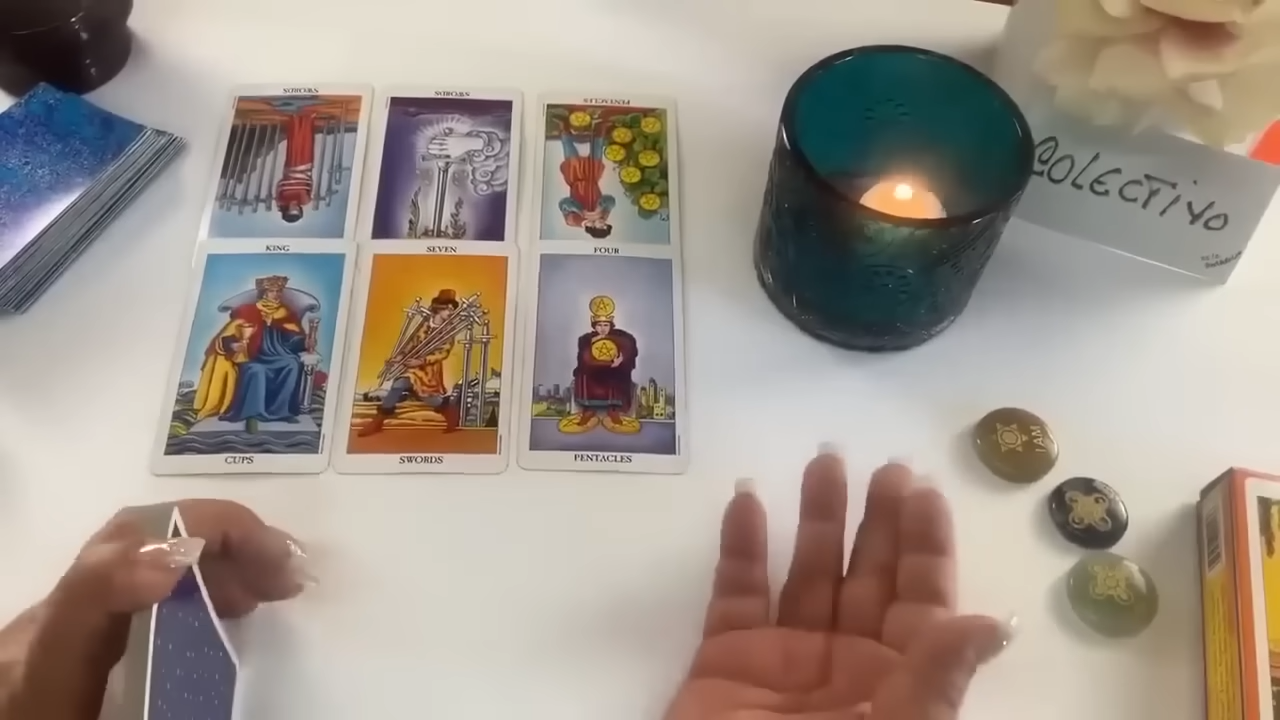 SWORDS
SWORDS
PENTACLES
KING
SEVEN
FOUR
CUPS
SWORDS
PENTACLES
COLECTIVO
I AM